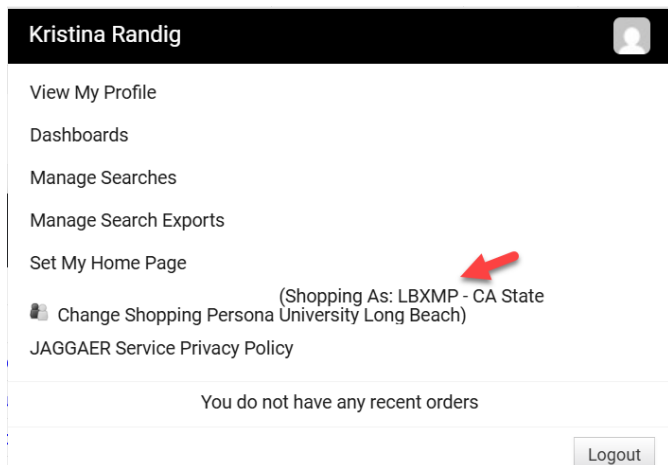 Kristina Randig
View My Profile
Dashboards
Manage Searches
Manage Search Exports
Set My Home Page
(Shopping As: LBXMP - CA State
Change Shopping Persona University Long Beach)
JAGGAER Service Privacy Policy
You do not have any recent orders
Logout